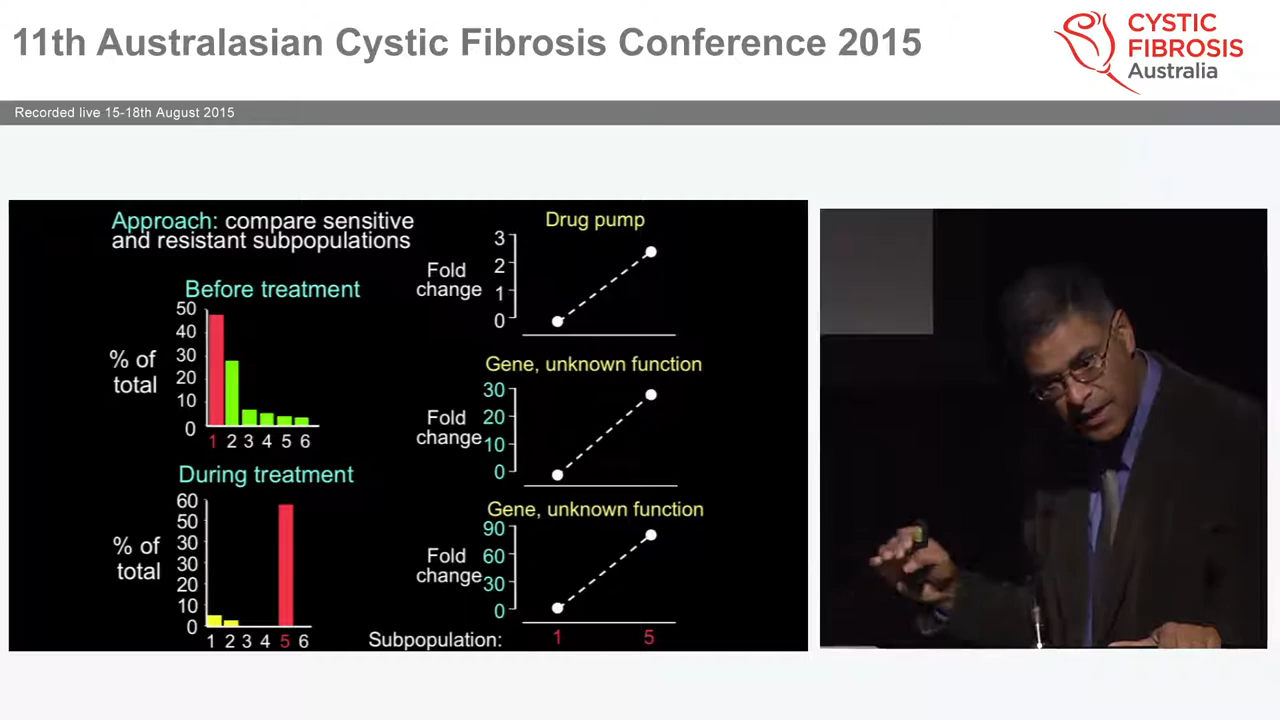 11th Australasian Cystic Fibrosis Conference 2015
CYSTIC
FIBROSIS
Australia
Recorded live 15-18th August 2015
Approach: compare sensitive
and resistant subpopulations
Before treatment
% of
total
50
40
30
20
10
0
1 2 3 4 5 6
During treatment
% of
total
60
50
30
30
20
10
0
1 2 3 4 5 6
Drug pump
Fold
change
3
2
1
0
Gene, unknown function
Fold
change
30
20
10
0
Gene, unknown function
Fold
change
90
60
30
0
Subpopulation: 1 5